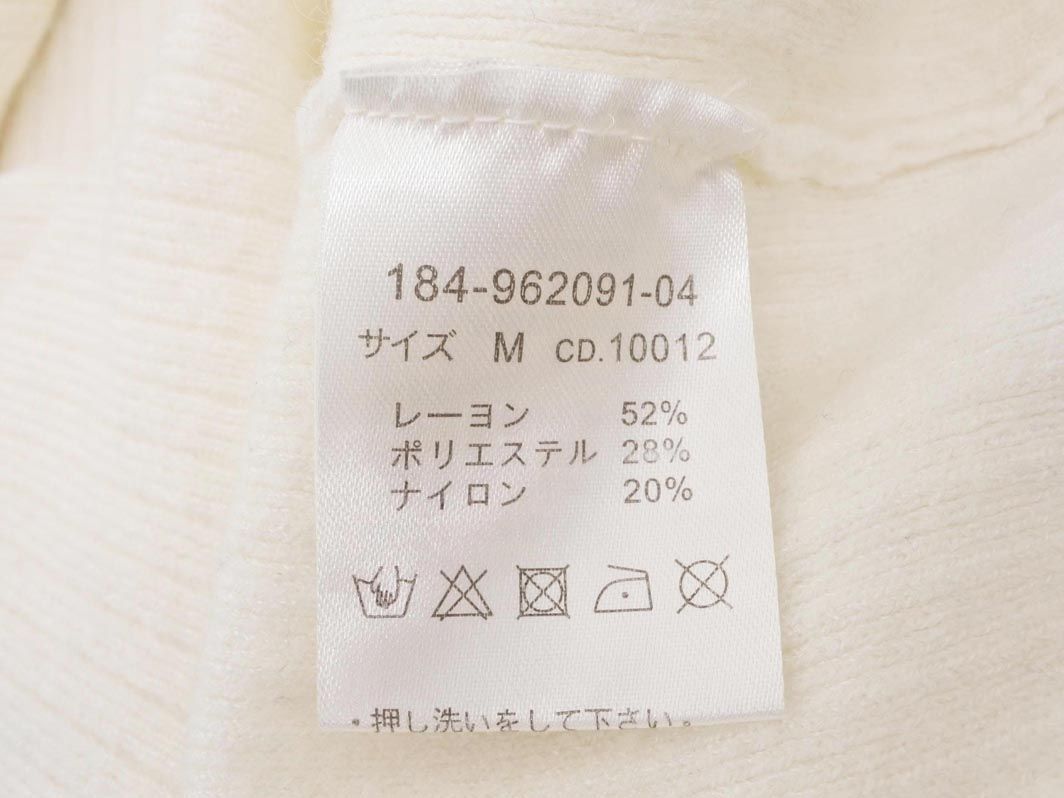 184-962091-04
サイズ M CD.10012
レーヨン 52%
ポリエステル 28%
ナイロン 20%
・押し洗いをして下さい。